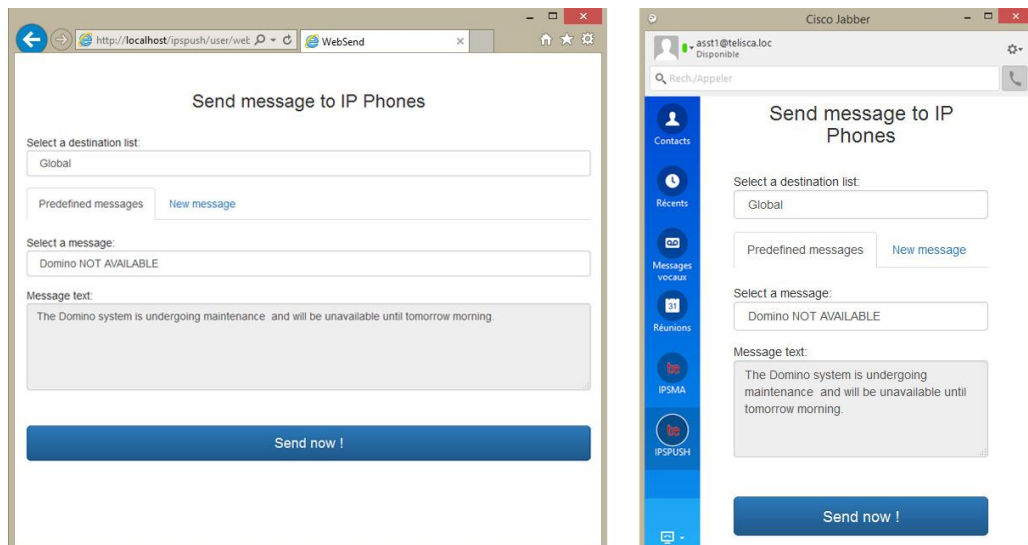 http://localhost/ipspush/user/wet
WebSend
Send message to IP Phones
Select a destination list:
Global
Predefined messages
New message
Select a message:
Domino NOT AVAILABLE
Message text:
The Domino system is undergoing maintenance and will be unavailable until tomorrow morning.
Send now !
Cisco Jabber
asst1@telisca.loc
Disponible
Rech./Appeler
Contacts
Récents
Messages
vocaux
31
Réunions
te
IPSMA
te
IPSPUSH
Send message to IP
Phones
Select a destination list:
Global
Predefined messages
New message
Select a message:
Domino NOT AVAILABLE
Message text:
The Domino system is undergoing
maintenance and will be unavailable until
tomorrow morning.
Send now !